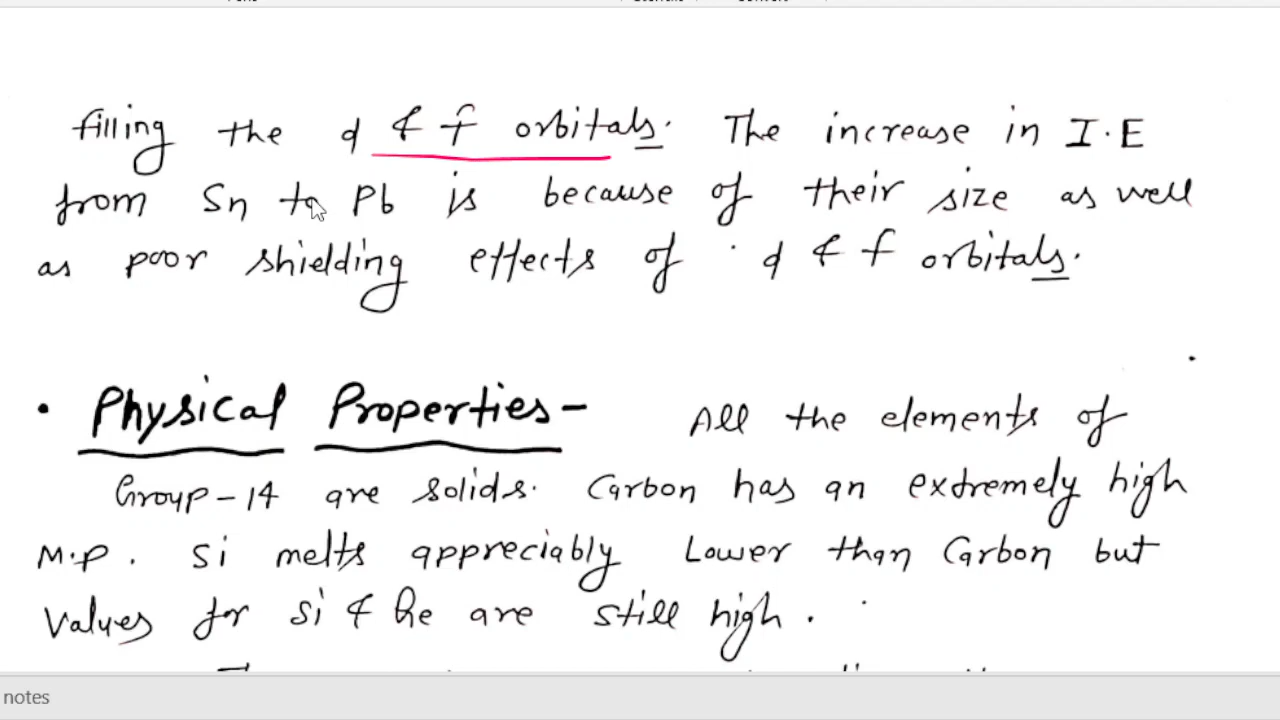 filling the d & f orbitals. The increase in I.E
from Sn to Pb is because of their size as well
as poor shielding effects of d & f orbitals.
• Physical Properties - All the elements of
Group-14 are solids. Carbon has an extremely high
M.p. Si melts appreciably Lower than Carbon but
Values for Si & Ge are still high.
notes